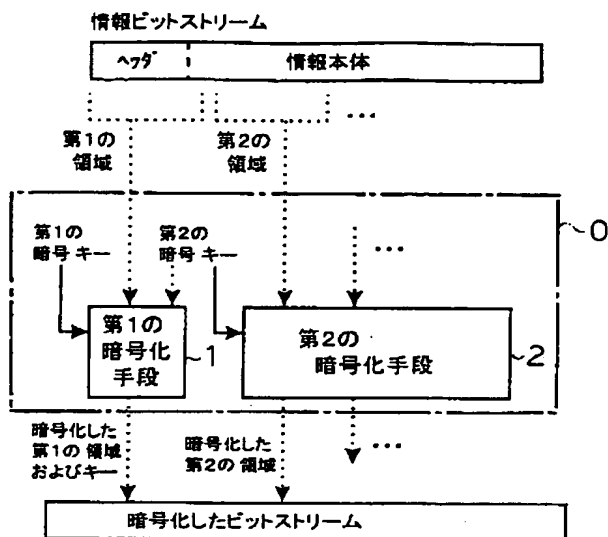 情報ビットストリーム
ヘッダ 情報本体
第1の
領域
第2の
領域
...
第1の
暗号キー
第2の
暗号キー
...
0
第1の
暗号化
手段
1
第2の
暗号化手段
2
暗号化した
第1の領域
およびキー
暗号化した
第2の領域
...
暗号化したビットストリーム